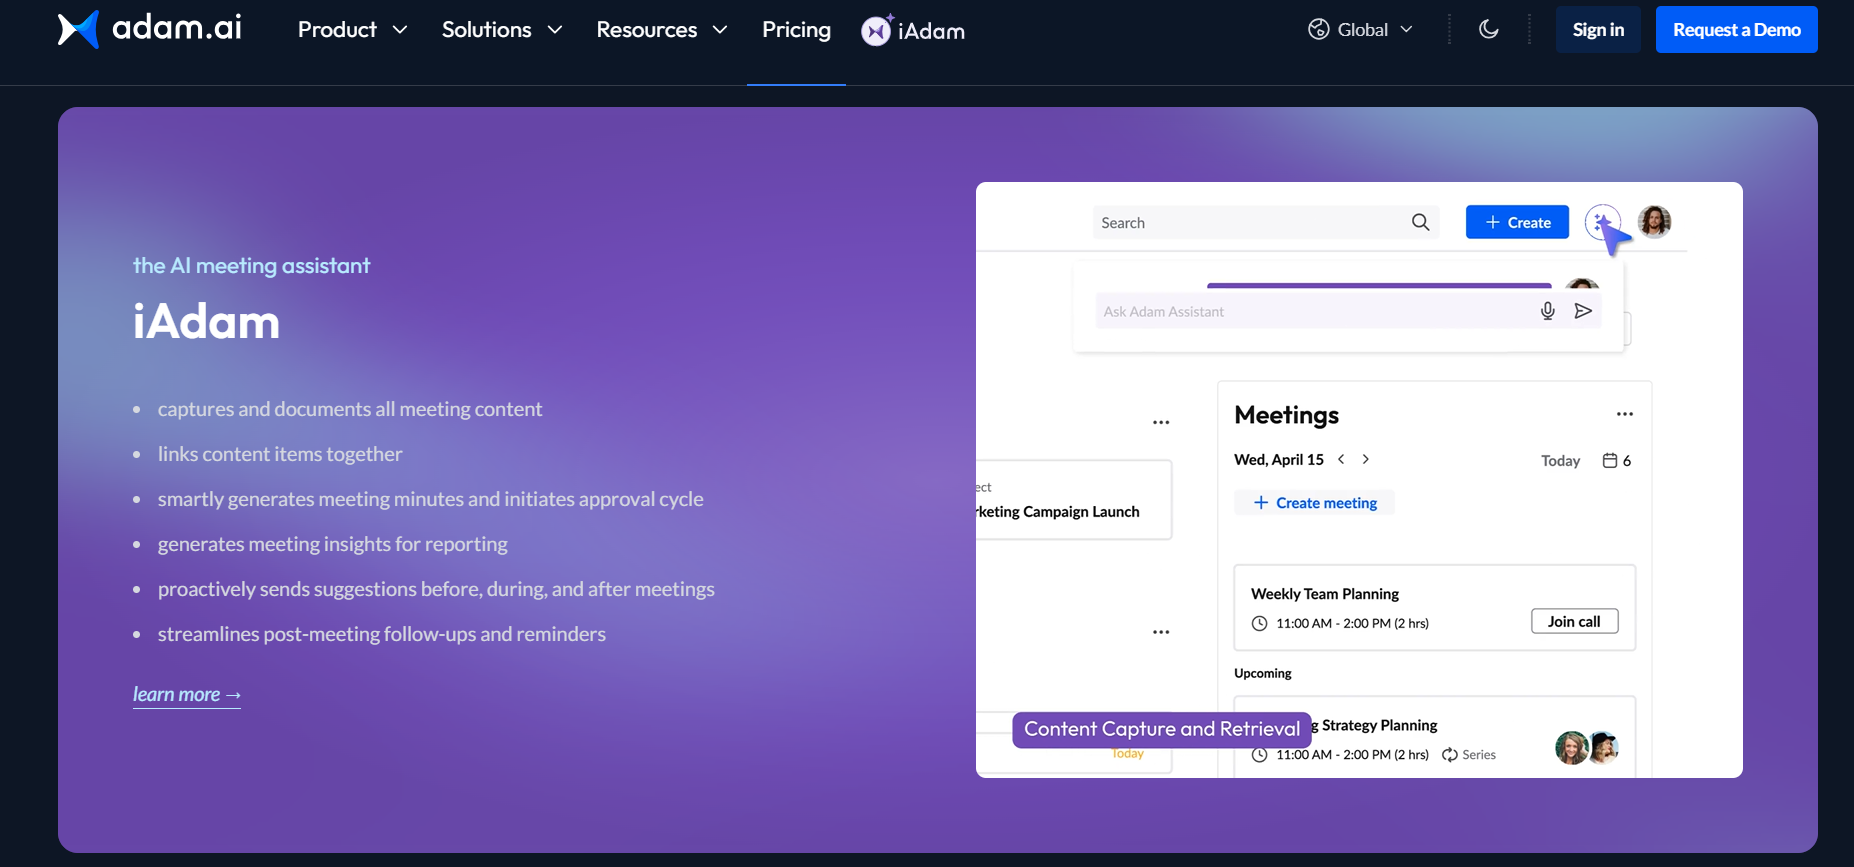 adam.ai
Product
Solutions
Resources
Pricing
iAdam
Global
Sign in
Request a Demo
the AI meeting assistant
iAdam
• captures and documents all meeting content
• links content items together
• smartly generates meeting minutes and initiates approval cycle
• generates meeting insights for reporting
• proactively sends suggestions before, during, and after meetings
• streamlines post-meeting follow-ups and reminders
learn more →
Search
+ Create
Ask Adam Assistant
ect
rketing Campaign Launch
Today
Content Capture and Retrieval
Meetings
Wed, April 15 < >
Today
6
+ Create meeting
Weekly Team Planning
11:00 AM - 2:00 PM (2 hrs)
Join call
Upcoming
g Strategy Planning
11:00 AM - 2:00 PM (2 hrs)
Series